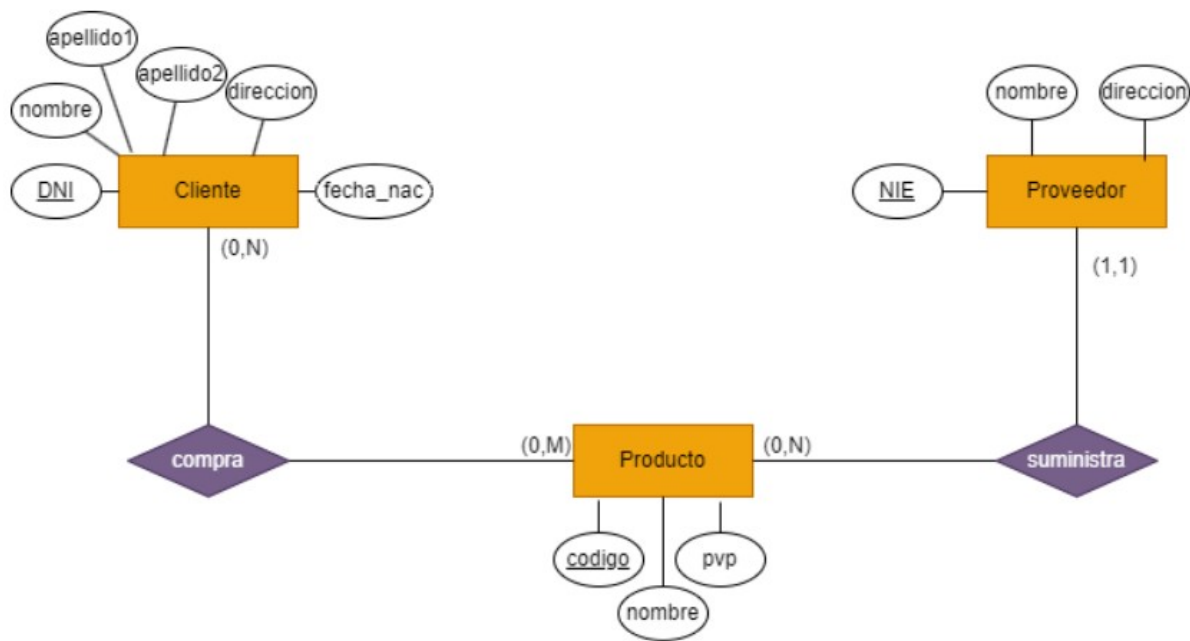 apellido1
apellido2
direccion
nombre
DNI
Cliente
fecha_nac
(0,N)
nombre
direccion
NIE
Proveedor
(1,1)
compra
(0,M)
Producto
(0,N)
suministra
codigo
pvp
nombre